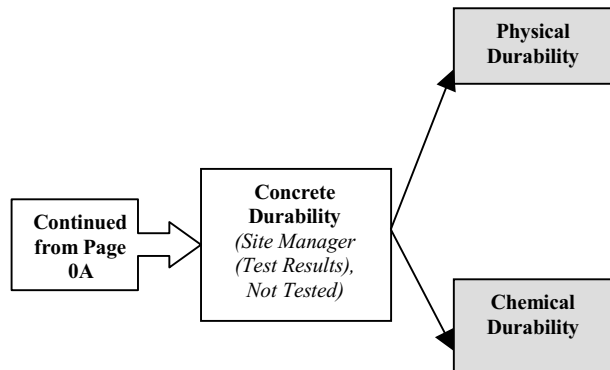 Physical
Durability
Continued
from Page
0A
Concrete
Durability
(Site Manager
(Test Results),
Not Tested)
Chemical
Durability